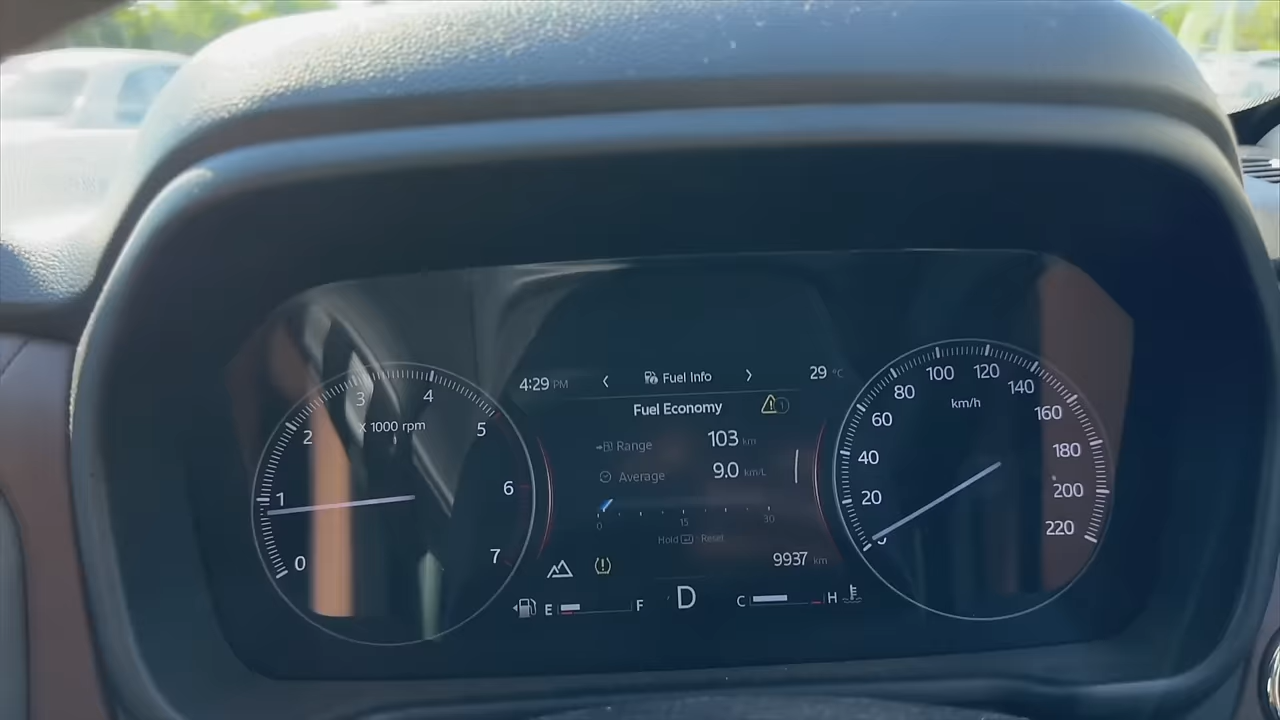 4:29 PM
< Fuel Info >
29 °C
Fuel Economy
1
Range 103 km
Average 9.0 km/L
0 15 30
Hold Reset
9937 km
E F
D
C H
0 1 2 3 4 5 6 7
X 1000 rpm
20 40 60 80 100 120 140 160 180 200 220
km/h